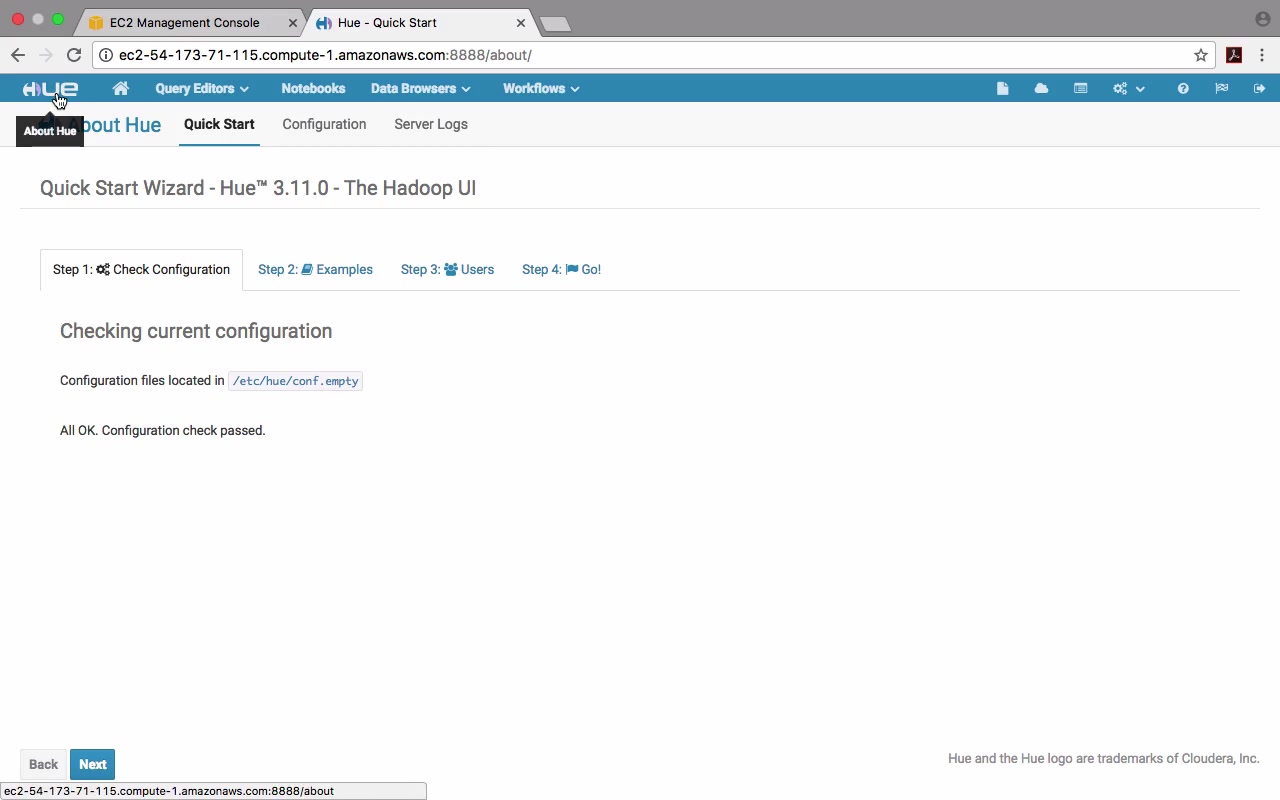 EC2 Management Console
Hue - Quick Start
ec2-54-173-71-115.compute-1.amazonaws.com:8888/about/
HUE
Query Editors
Notebooks
Data Browsers
Workflows
About Hue
About Hue
Quick Start
Configuration
Server Logs
Quick Start Wizard - Hue™ 3.11.0 - The Hadoop UI
Step 1: Check Configuration
Step 2: Examples
Step 3: Users
Step 4: Go!
Checking current configuration
Configuration files located in /etc/hue/conf.empty
All OK. Configuration check passed.
Back
Next
Hue and the Hue logo are trademarks of Cloudera, Inc.
ec2-54-173-71-115.compute-1.amazonaws.com:8888/about